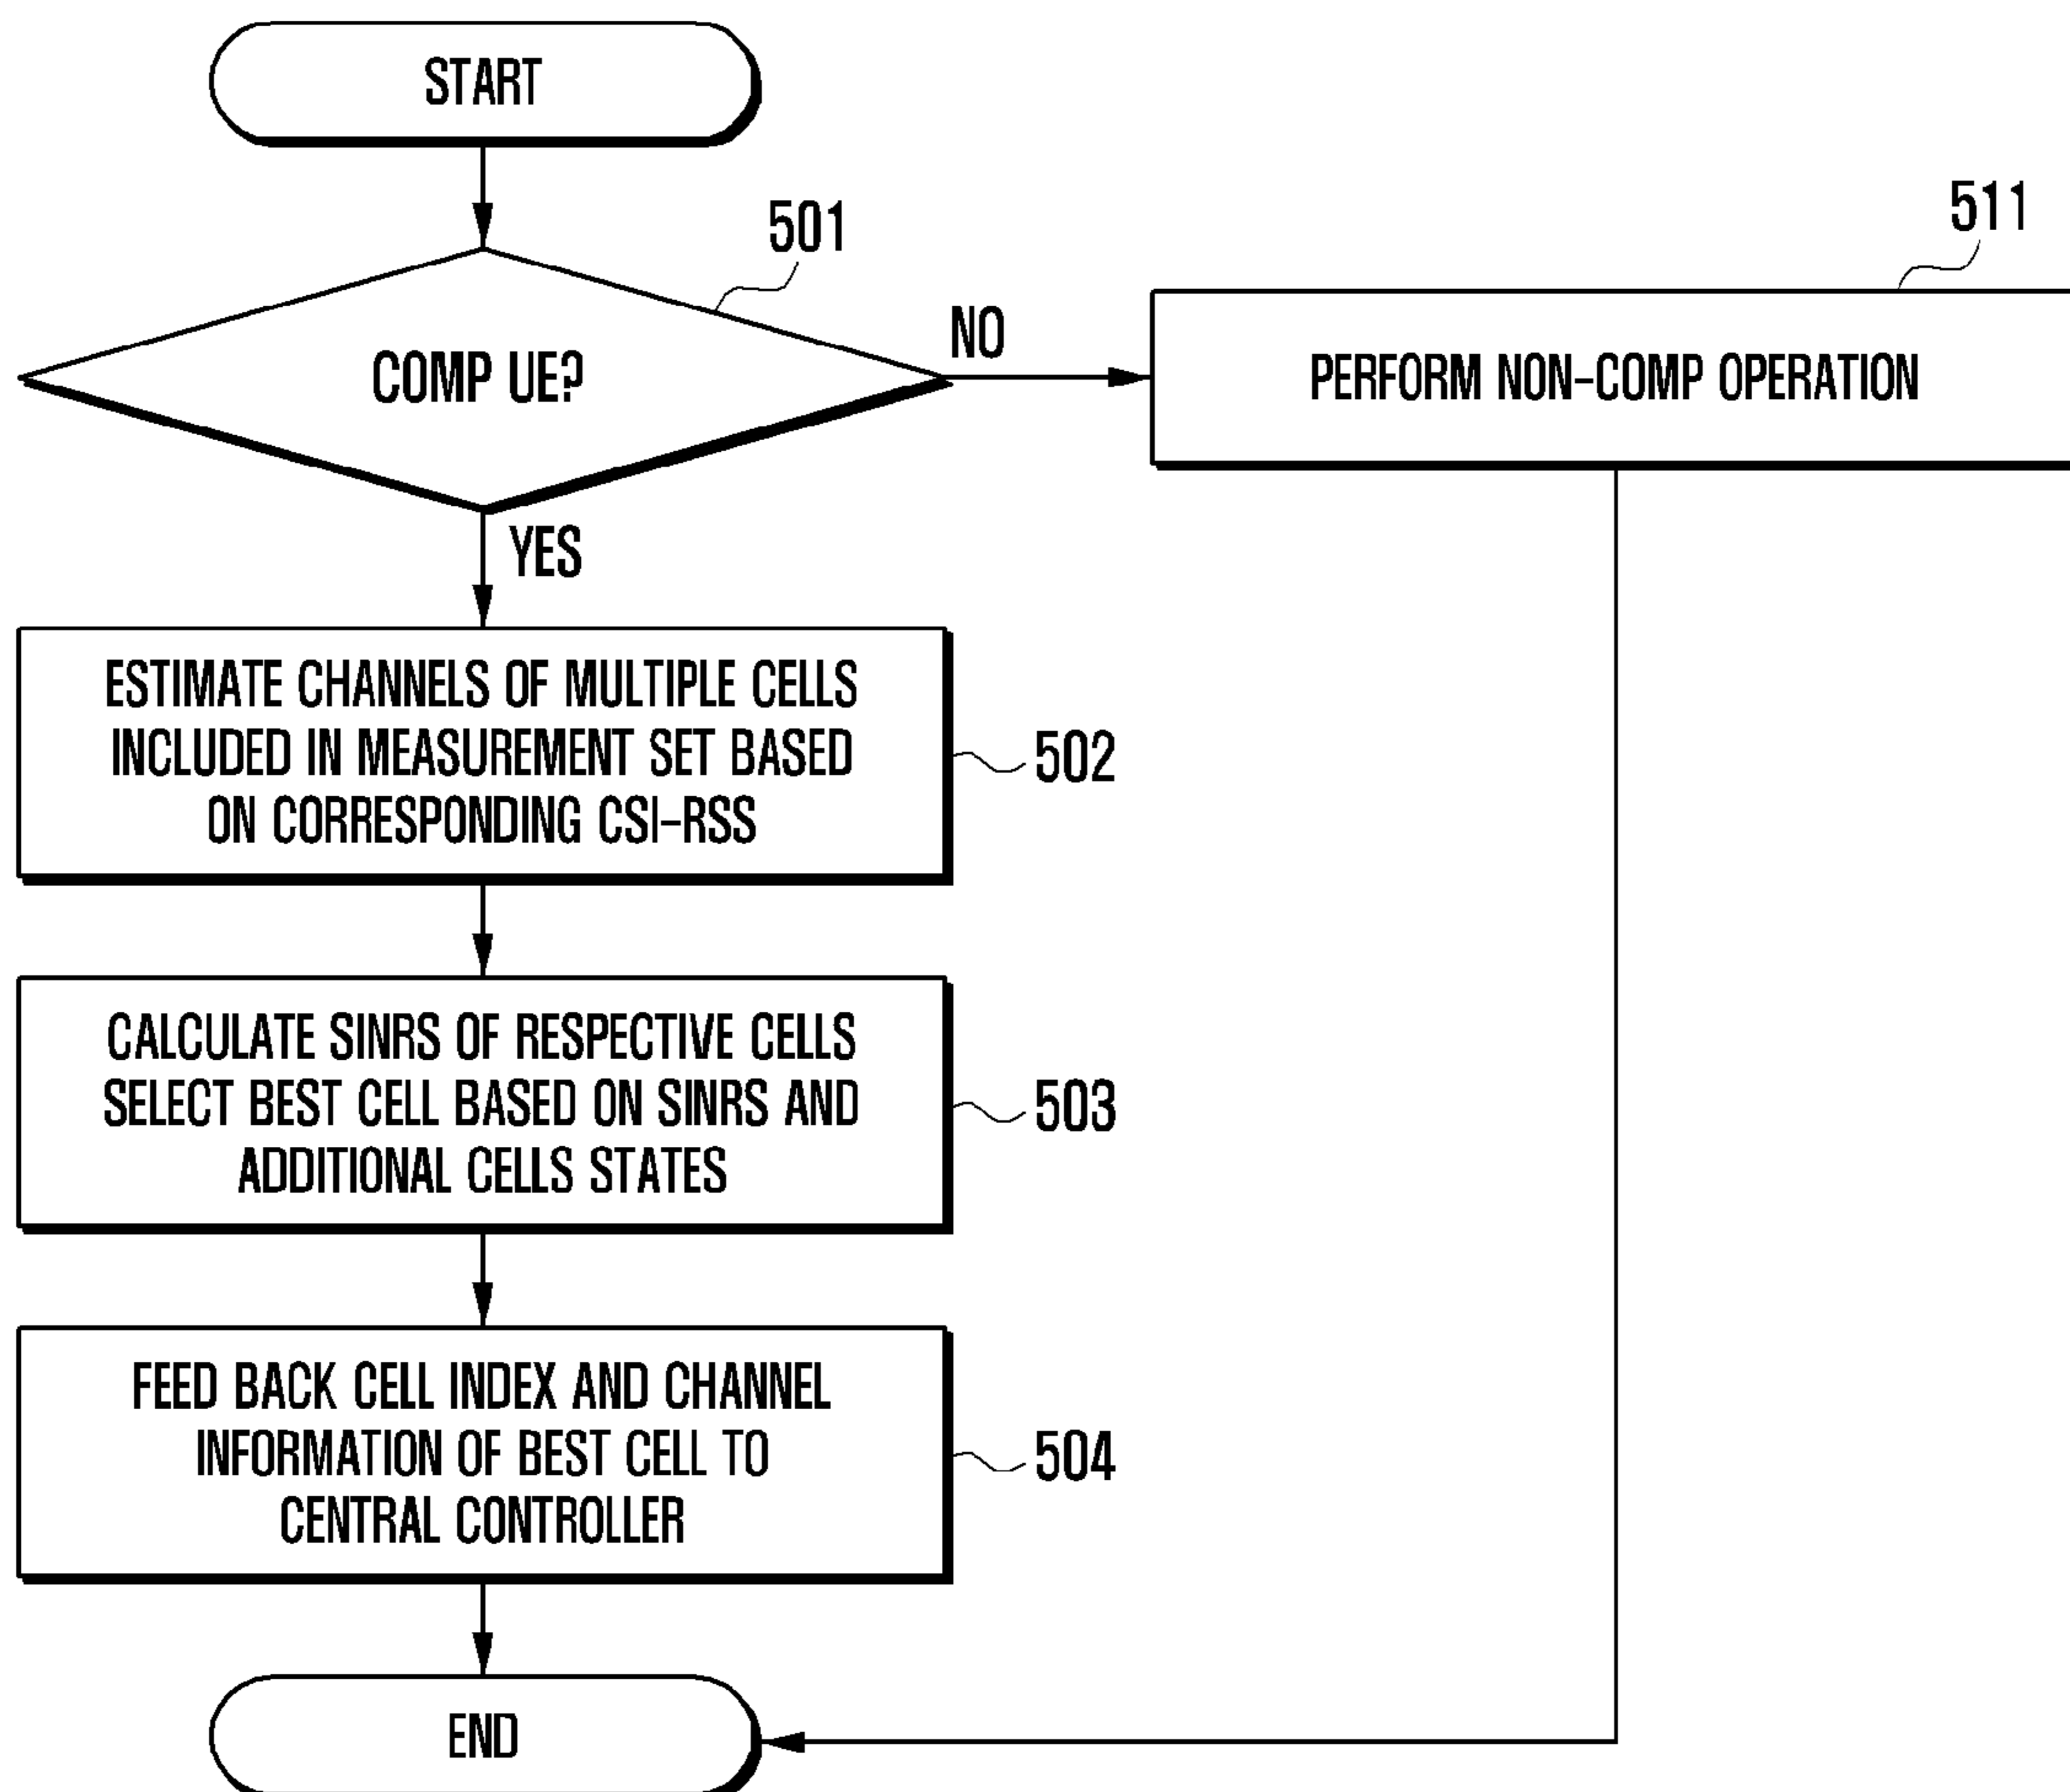 START
501
COMP UE?
NO
511
PERFORM NON-COMP OPERATION
YES
ESTIMATE CHANNELS OF MULTIPLE CELLS
INCLUDED IN MEASUREMENT SET BASED
ON CORRESPONDING CSI-RSS
502
CALCULATE SINRS OF RESPECTIVE CELLS
SELECT BEST CELL BASED ON SINRS AND
ADDITIONAL CELLS STATES
503
FEED BACK CELL INDEX AND CHANNEL
INFORMATION OF BEST CELL TO
CENTRAL CONTROLLER
504
END